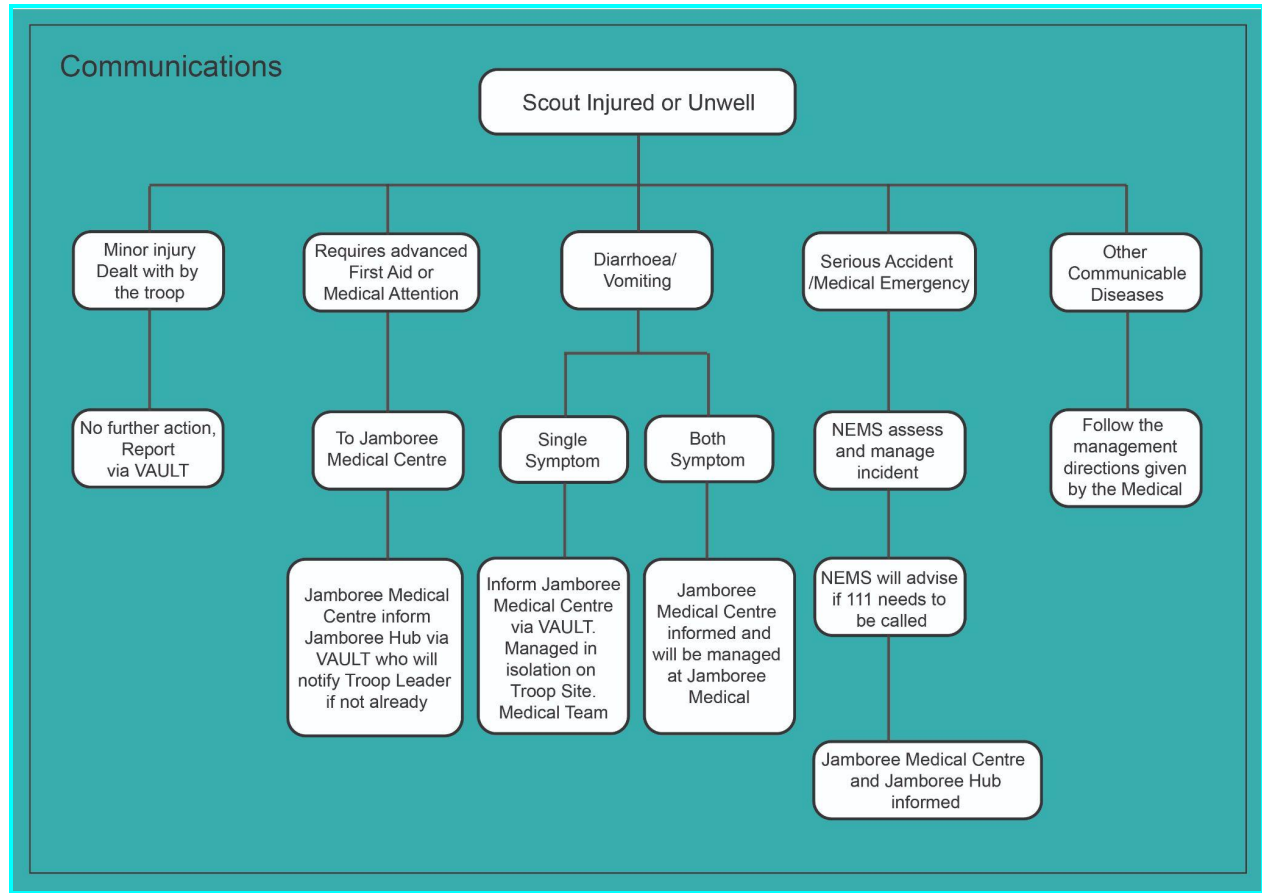 Communications
Scout Injured or Unwell
Minor injury
Dealt with by
the troop
Requires advanced
First Aid or
Medical Attention
Diarrhoea/
Vomiting
Serious Accident
/Medical Emergency
Other
Communicable
Diseases
No further action,
Report
via VAULT
To Jamboree
Medical Centre
Single
Symptom
Both
Symptom
NEMS assess
and manage
incident
Follow the
management
directions given
by the Medical
Jamboree Medical
Centre inform
Jamboree Hub via
VAULT who will
notify Troop Leader
if not already
Inform Jamboree
Medical Centre
via VAULT.
Managed in
isolation on
Troop Site.
Medical Team
Jamboree
Medical Centre
informed and
will be managed
at Jamboree
Medical
NEMS will advise
if 111 needs to
be called
Jamboree Medical Centre
and Jamboree Hub
informed